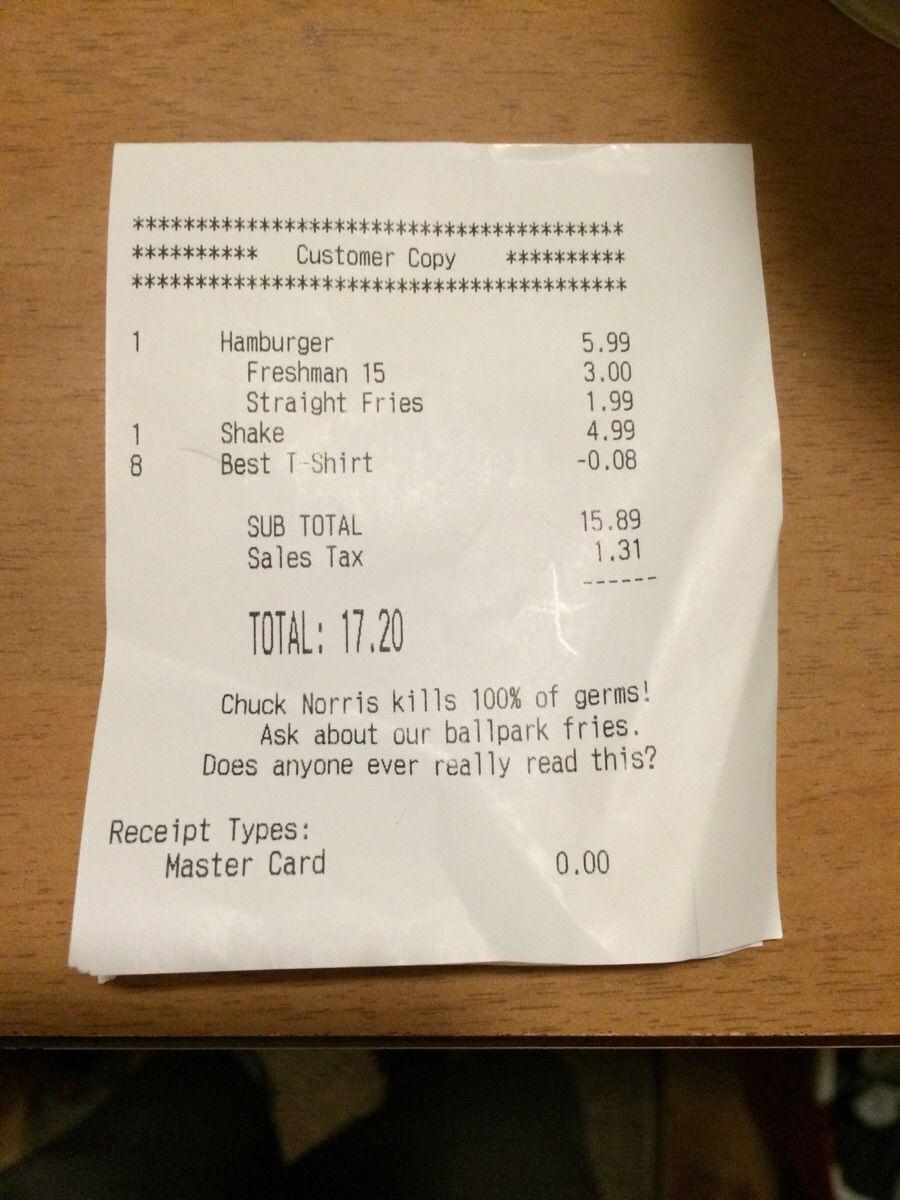 ***************************************
********** Customer Copy **********
***************************************
1 Hamburger 5.99
Freshman 15 3.00
Straight Fries 1.99
1 Shake 4.99
8 Best T-Shirt -0.08
SUB TOTAL 15.89
Sales Tax 1.31
------
TOTAL: 17.20
Chuck Norris kills 100% of germs!
Ask about our ballpark fries.
Does anyone ever really read this?
Receipt Types:
Master Card 0.00